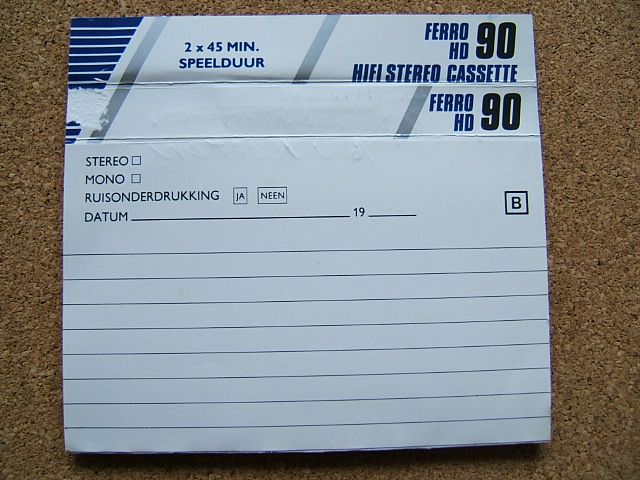 2 x 45 MIN.
SPEELDUUR
FERRO
HD 90
HIFI STEREO CASSETTE
FERRO
HD 90
STEREO
MONO
RUISONDERDRUKKING JA NEEN
DATUM 19
B